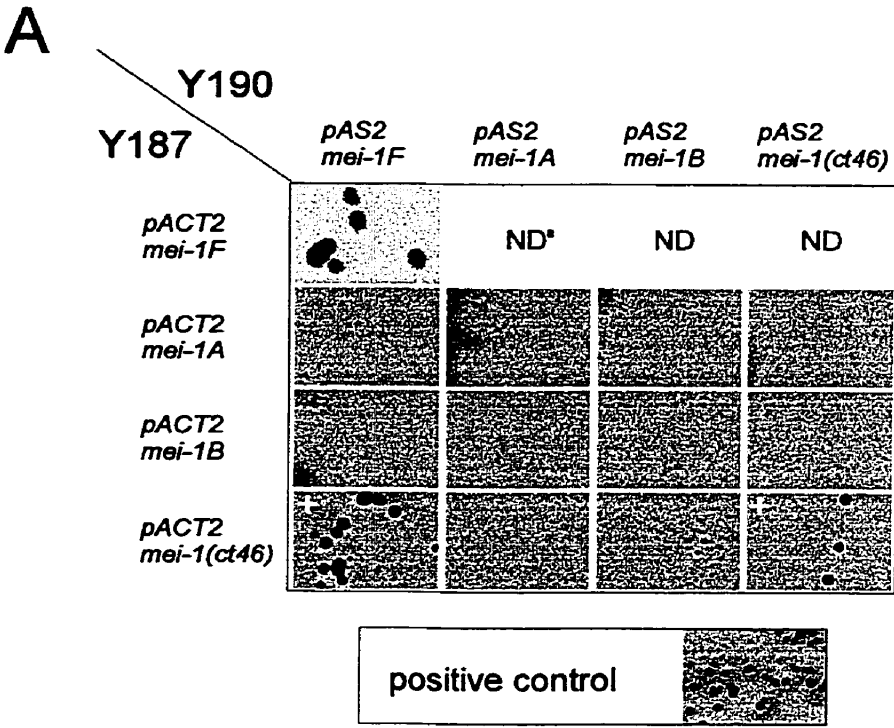 A
Y190
Y187
pAS2 mei-1F
pAS2 mei-1A
pAS2 mei-1B
pAS2 mei-1(ct46)
pACT2 mei-1F
ND ND ND
pACT2 mei-1A
pACT2 mei-1B
pACT2 mei-1(ct46)
+ +
positive control